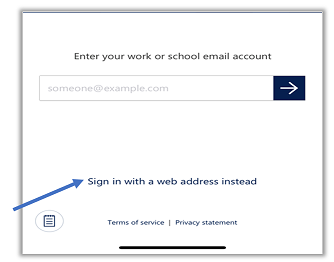 Enter your work or school email account
someone@example.com
Sign in with a web address instead
Terms of service | Privacy statement